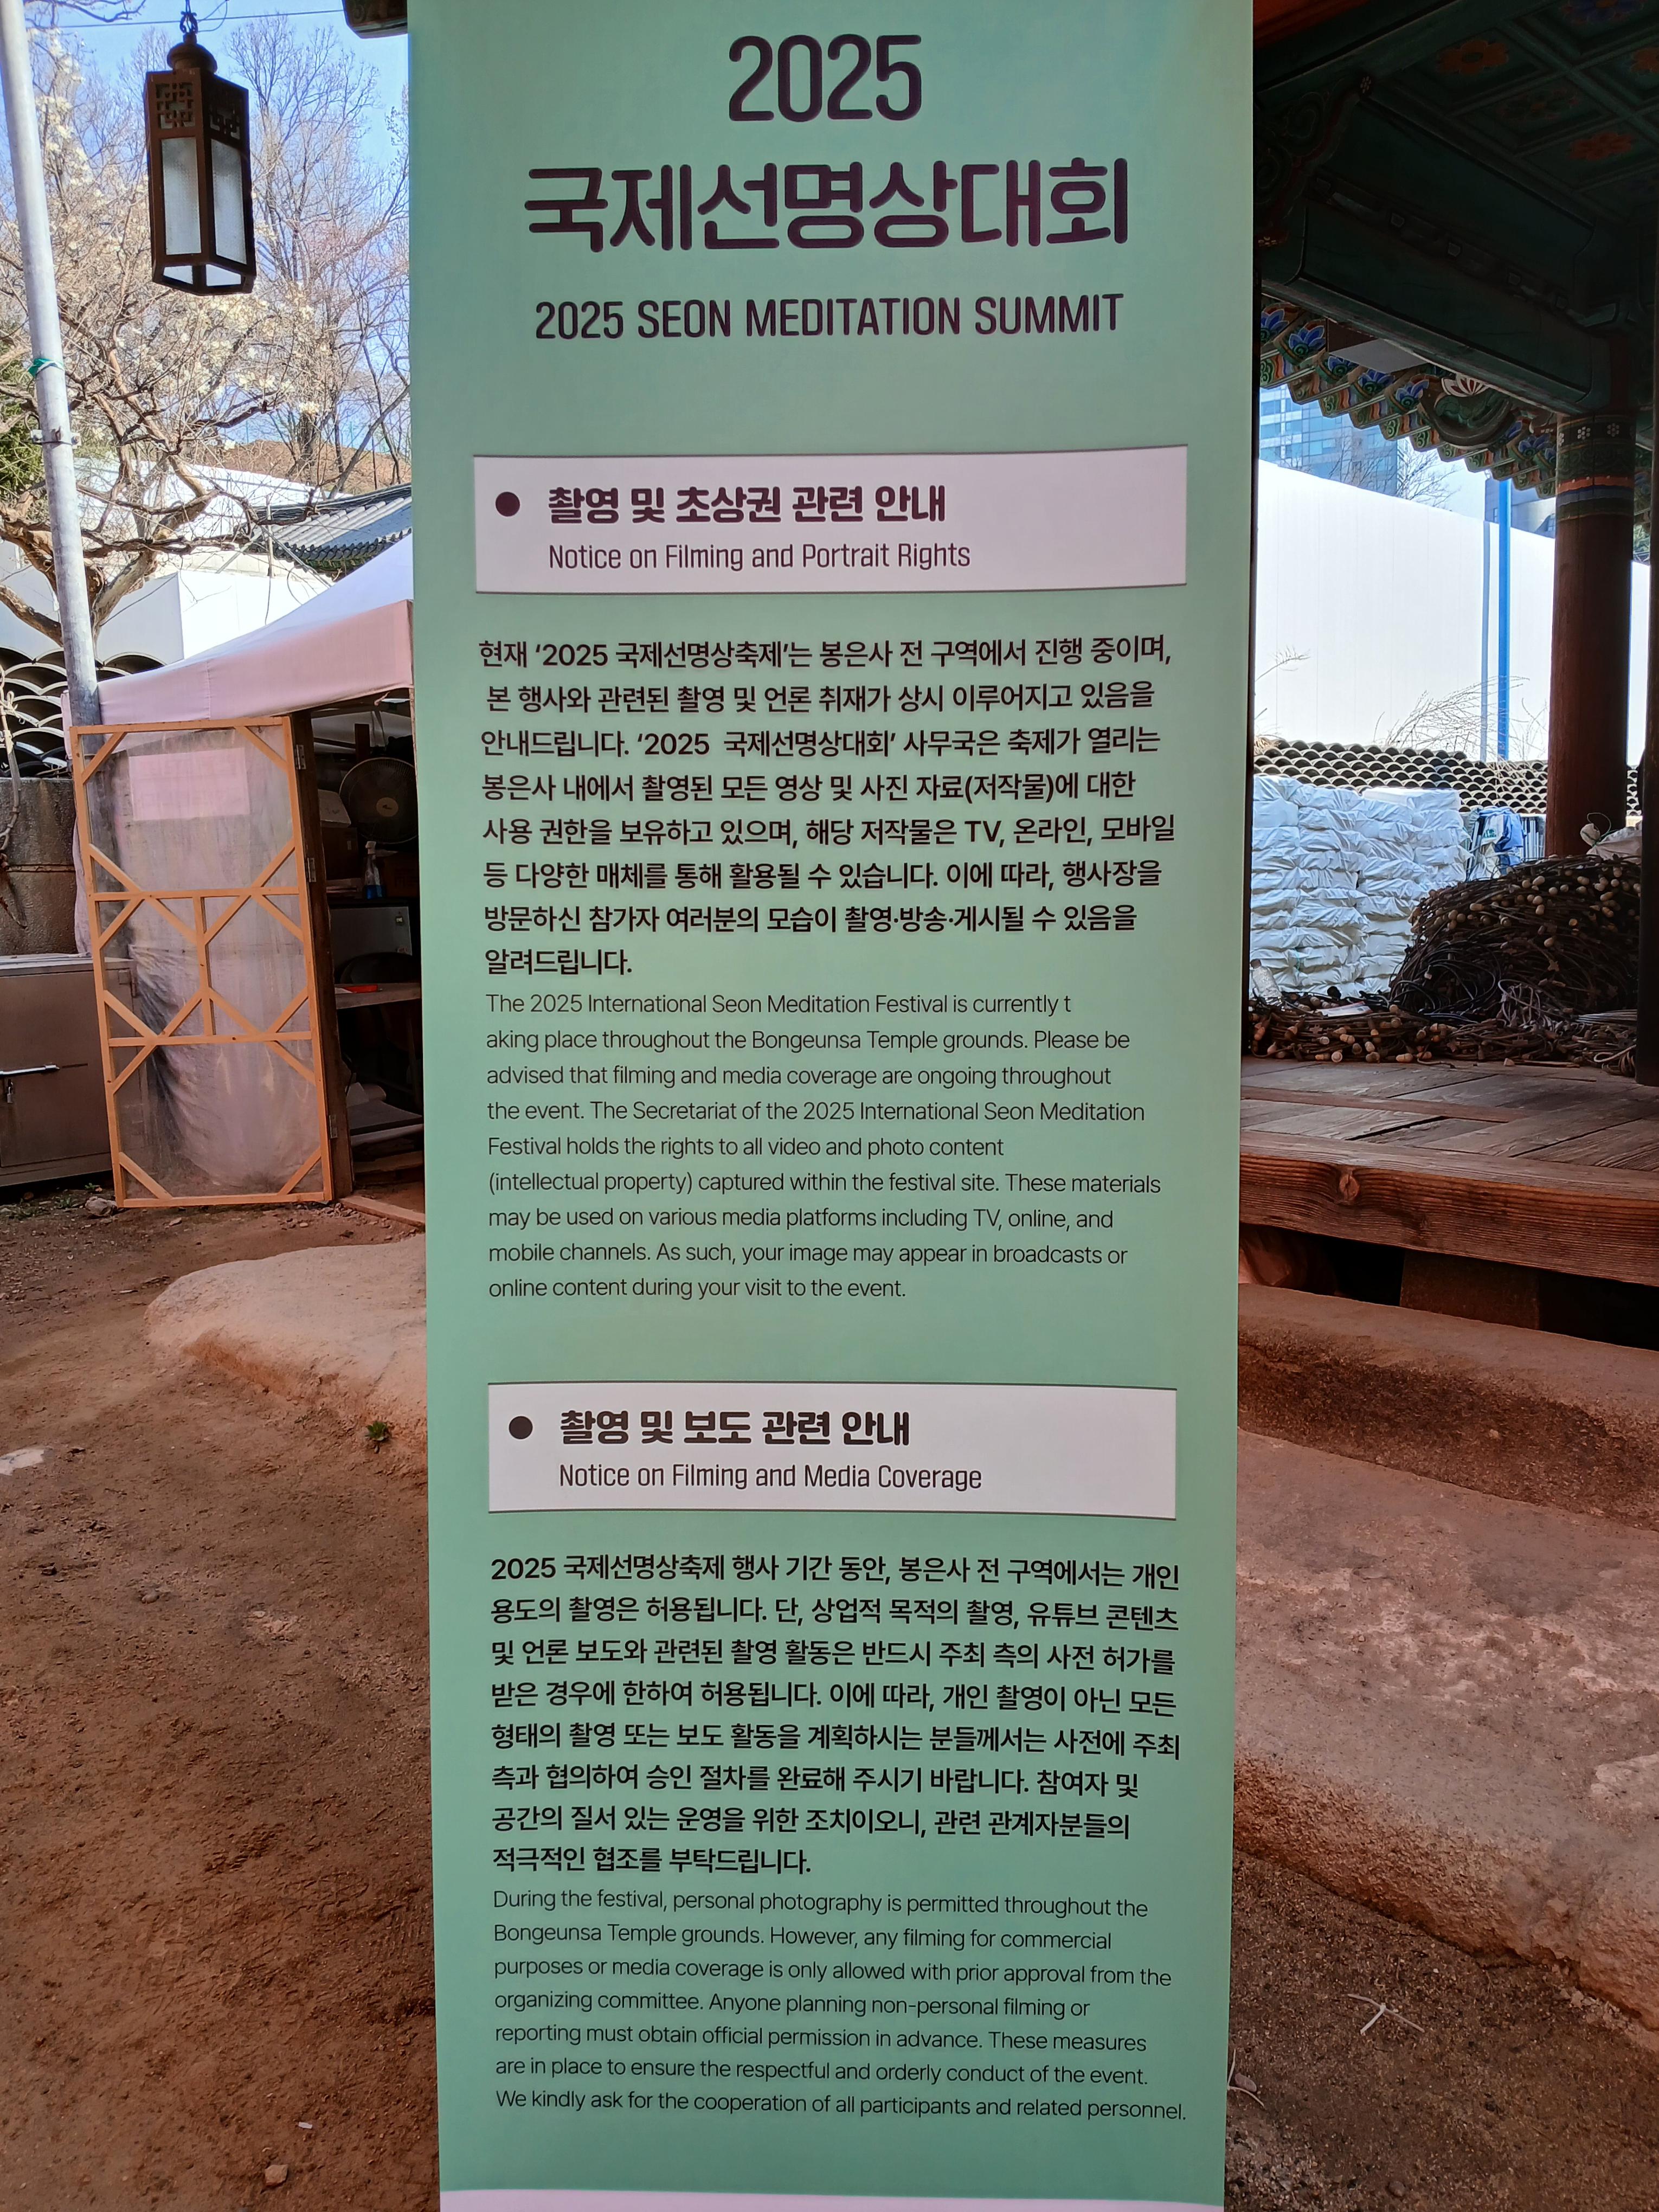 2025
국제선명상대회
2025 SEON MEDITATION SUMMIT
● 촬영 및 초상권 관련 안내
Notice on Filming and Portrait Rights
현재 ‘2025 국제선명상축제’는 봉은사 전 구역에서 진행 중이며,
본 행사와 관련된 촬영 및 언론 취재가 상시 이루어지고 있음을
안내드립니다. ‘2025 국제선명상대회’ 사무국은 축제가 열리는
봉은사 내에서 촬영된 모든 영상 및 사진 자료(저작물)에 대한
사용 권한을 보유하고 있으며, 해당 저작물은 TV, 온라인, 모바일
등 다양한 매체를 통해 활용될 수 있습니다. 이에 따라, 행사장을
방문하신 참가자 여러분의 모습이 촬영·방송·게시될 수 있음을
알려드립니다.
The 2025 International Seon Meditation Festival is currently t
aking place throughout the Bongeunsa Temple grounds. Please be
advised that filming and media coverage are ongoing throughout
the event. The Secretariat of the 2025 International Seon Meditation
Festival holds the rights to all video and photo content
(intellectual property) captured within the festival site. These materials
may be used on various media platforms including TV, online, and
mobile channels. As such, your image may appear in broadcasts or
online content during your visit to the event.
● 촬영 및 보도 관련 안내
Notice on Filming and Media Coverage
2025 국제선명상축제 행사 기간 동안, 봉은사 전 구역에서는 개인
용도의 촬영은 허용됩니다. 단, 상업적 목적의 촬영, 유튜브 콘텐츠
및 언론 보도와 관련된 촬영 활동은 반드시 주최 측의 사전 허가를
받은 경우에 한하여 허용됩니다. 이에 따라, 개인 촬영이 아닌 모든
형태의 촬영 또는 보도 활동을 계획하시는 분들께서는 사전에 주최
측과 협의하여 승인 절차를 완료해 주시기 바랍니다. 참여자 및
공간의 질서 있는 운영을 위한 조치이오니, 관련 관계자분들의
적극적인 협조를 부탁드립니다.
During the festival, personal photography is permitted throughout the
Bongeunsa Temple grounds. However, any filming for commercial
purposes or media coverage is only allowed with prior approval from the
organizing committee. Anyone planning non-personal filming or
reporting must obtain official permission in advance. These measures
are in place to ensure the respectful and orderly conduct of the event.
We kindly ask for the cooperation of all participants and related personnel.